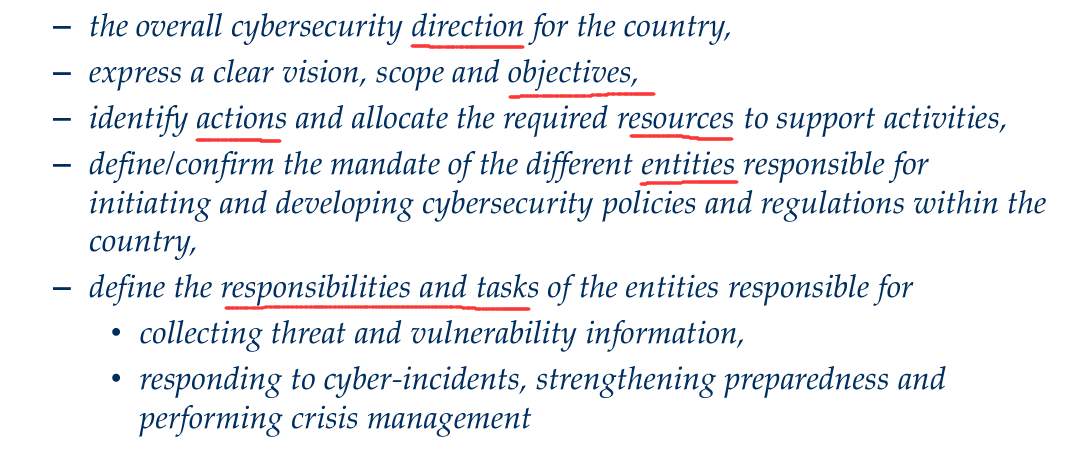 – the overall cybersecurity direction for the country,
– express a clear vision, scope and objectives,
– identify actions and allocate the required resources to support activities,
– define/confirm the mandate of the different entities responsible for
initiating and developing cybersecurity policies and regulations within the
country,
– define the responsibilities and tasks of the entities responsible for
• collecting threat and vulnerability information,
• responding to cyber-incidents, strengthening preparedness and
performing crisis management